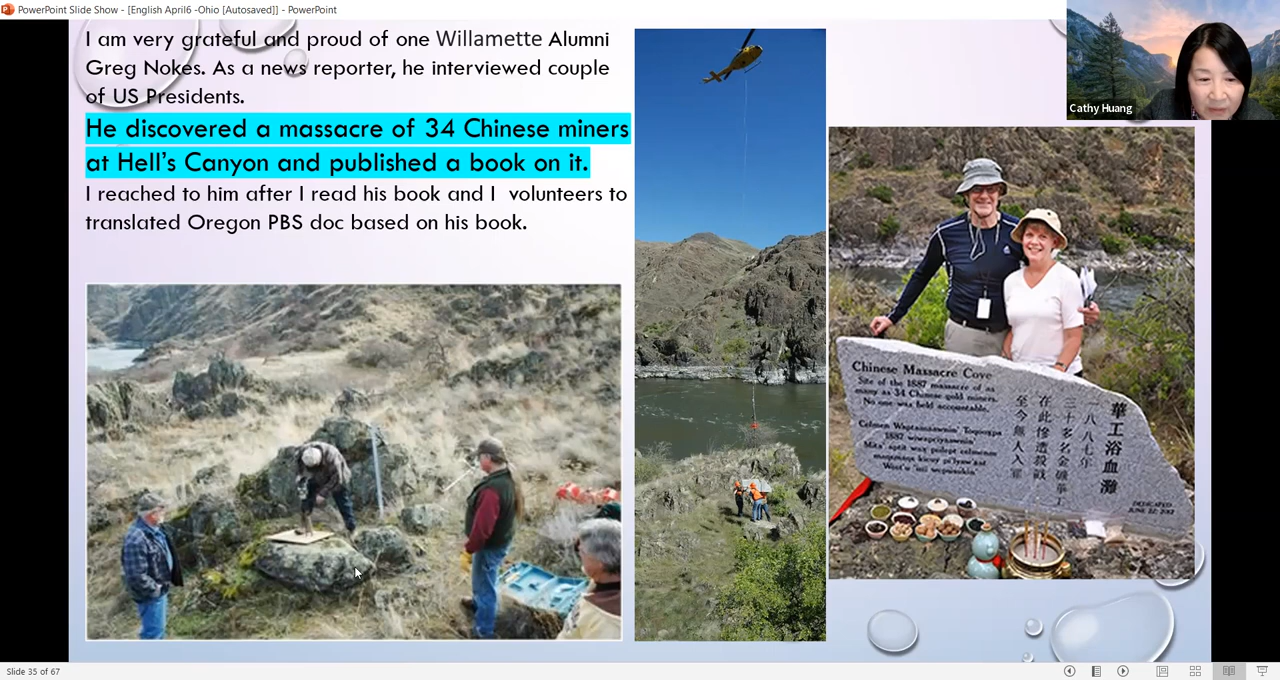 PowerPoint Slide Show - [English April6 -Ohio [Autosaved]] - PowerPoint
I am very grateful and proud of one Willamette Alumni
Greg Nokes. As a news reporter, he interviewed couple
of US Presidents.
He discovered a massacre of 34 Chinese miners
at Hell's Canyon and published a book on it.
I reached to him after I read his book and I  volunteers to
translated Oregon PBS doc based on his book.
Cathy Huang
Chinese Massacre Cove
Site of the 1887 massacre of as
many as 34 Chinese gold miners.
No one was held accountable.
1887
華工浴血灘
一八八七年
三十多名金礦華工
在此慘遭殺戮
至今無人入罪
DEDICATED
JUNE 22, 2012
Slide 35 of 67